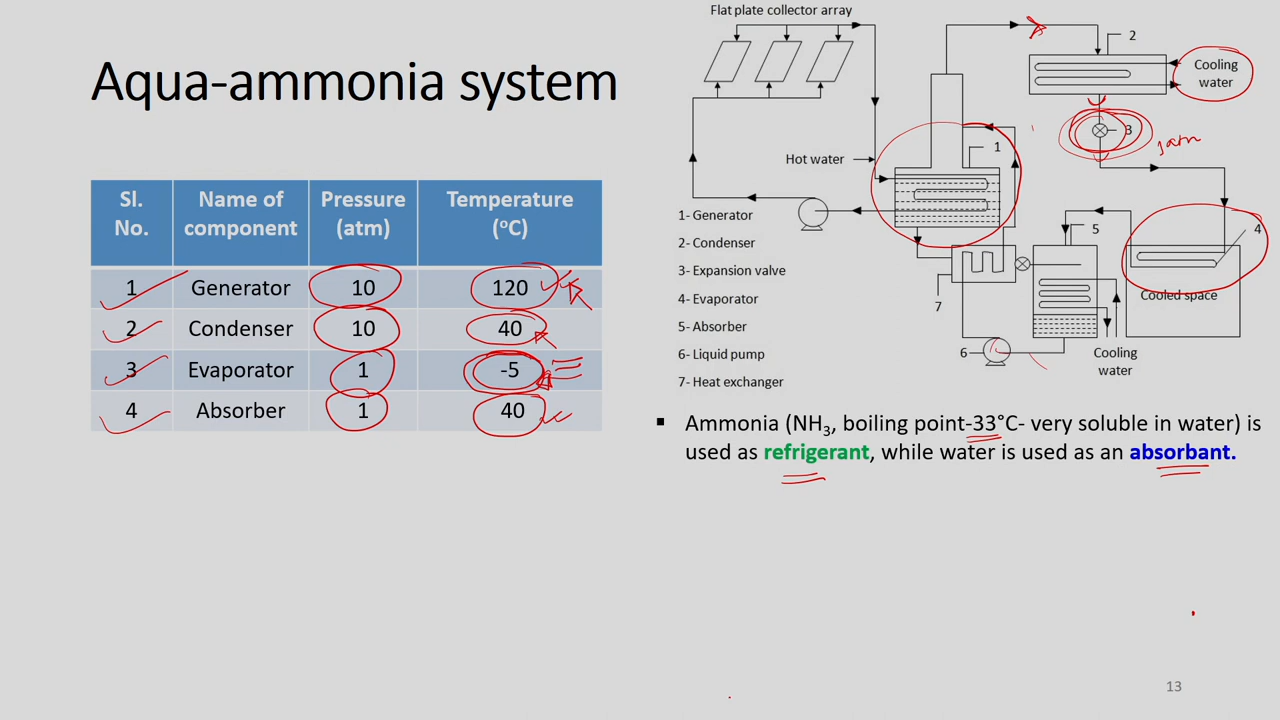 Aqua-ammonia system
Sl. No. Name of component Pressure (atm) Temperature (°C)
1 Generator 10 120
2 Condenser 10 40
3 Evaporator 1 -5
4 Absorber 1 40
Flat plate collector array
Hot water
1- Generator
2- Condenser
3- Expansion valve
4- Evaporator
5- Absorber
6- Liquid pump
7- Heat exchanger
1
2
Cooling water
3
1atm
4
Cooled space
5
Cooling water
6
7
▪ Ammonia (NH₃, boiling point-33°C- very soluble in water) is
used as refrigerant, while water is used as an absorbant.
13